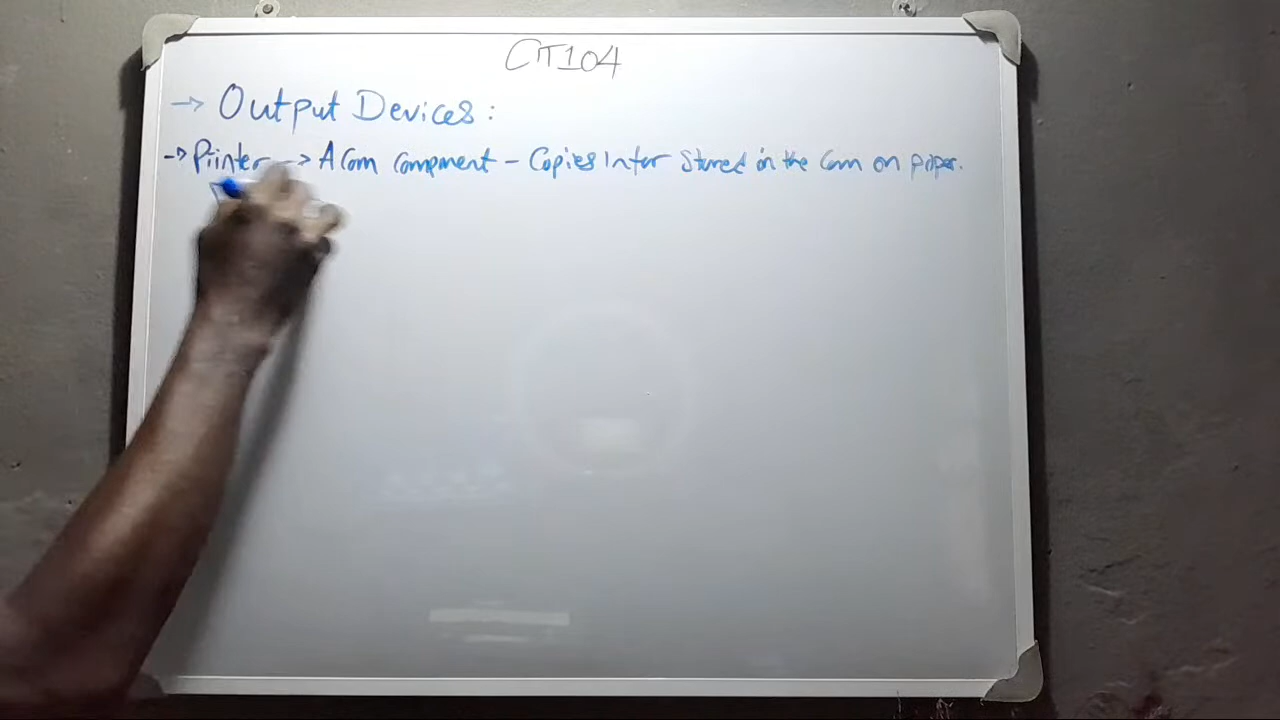 CIT104
→ Output Devices:
→ Printer → A Com Component - Copies Infor Stored in the Com on paper.